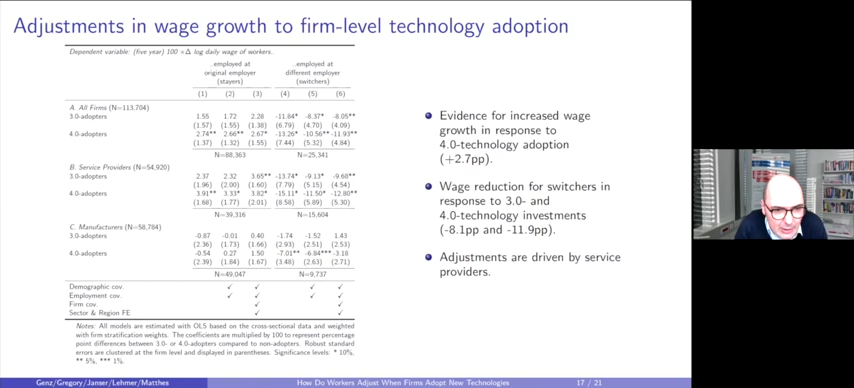 Adjustments in wage growth to firm-level technology adoption
Dependent variable: (five year) 100 ×Δ log daily wage of workers..
..employed at ..employed at
original employer different employer
(stayers) (switchers)
(1) (2) (3) (4) (5) (6)
A. All Firms (N=113,704)
3.0-adopters 1.55 1.72 2.28 -11.84* -8.37* -8.05**
(1.57) (1.55) (1.38) (6.79) (4.70) (4.09)
4.0-adopters 2.74** 2.66** 2.67* -13.26* -10.56** -11.93**
(1.37) (1.32) (1.55) (7.44) (5.32) (4.84)
N=88,363 N=25,341
B. Service Providers (N=54,920)
3.0-adopters 2.37 2.32 3.65** -13.74* -9.13* -9.68**
(1.96) (2.00) (1.60) (7.79) (5.15) (4.54)
4.0-adopters 3.91** 3.33* 3.82* -15.11* -11.50* -12.80**
(1.68) (1.77) (2.01) (8.58) (5.89) (5.30)
N=39,316 N=15,604
C. Manufacturers (N=58,784)
3.0-adopters -0.87 -0.01 0.40 -1.74 -1.52 1.43
(2.36) (1.73) (1.66) (2.93) (2.51) (2.53)
4.0-adopters -0.54 0.27 1.50 -7.01** -6.84*** -3.18
(2.39) (1.84) (1.67) (3.48) (2.63) (2.71)
N=49,047 N=9,737
Demographic cov. ✓ ✓ ✓ ✓
Employment cov. ✓ ✓ ✓ ✓
Firm cov. ✓ ✓
Sector & Region FE ✓ ✓
Notes: All models are estimated with OLS based on the cross-sectional data and weighted
with firm stratification weights. The coefficients are multiplied by 100 to represent percentage
point differences between 3.0- or 4.0-adopters compared to non-adopters. Robust standard
errors are clustered at the firm level and displayed in parentheses. Significance levels: * 10%,
** 5%, *** 1%.
Evidence for increased wage
growth in response to
4.0-technology adoption
(+2.7pp).
Wage reduction for switchers in
response to 3.0- and
4.0-technology investments
(-8.1pp and -11.9pp).
Adjustments are driven by service
providers.
Genz/Gregory/Janser/Lehmer/Matthes How Do Workers Adjust When Firms Adopt New Technologies 17 / 21